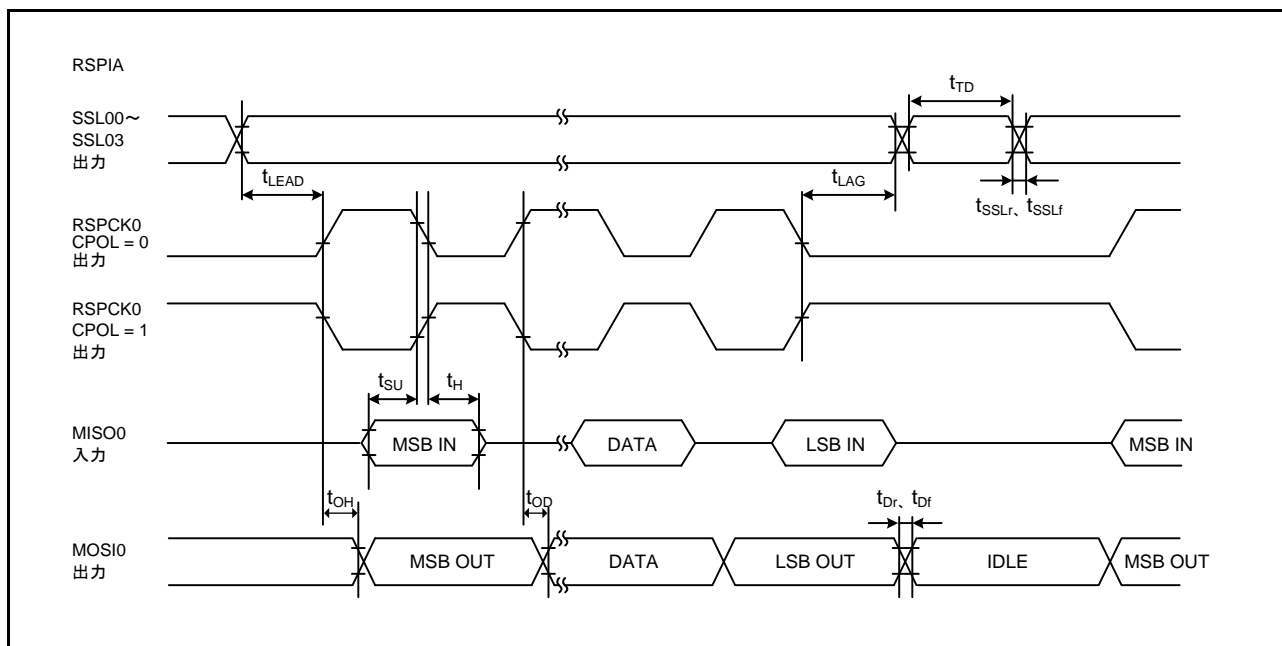 RSPIA
tTD
SSL00～
SSL03
出力
tLEAD
tLAG
tSSLr、tSSLf
RSPCK0
CPOL = 0
出力
RSPCK0
CPOL = 1
出力
tSU
tH
MISO0
入力
MSB IN
DATA
LSB IN
MSB IN
tOH
tOD
tDr、tDf
MOSI0
出力
MSB OUT
DATA
LSB OUT
IDLE
MSB OUT